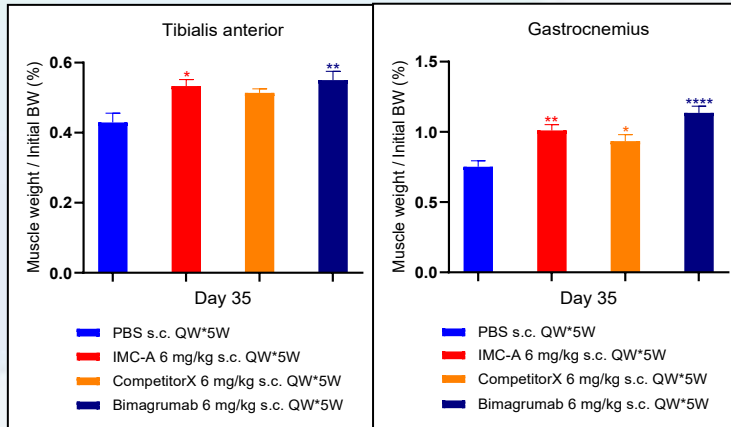 Tibialis anterior
Muscle weight / Initial BW (%)
0.6
**
*
0.4
0.2
0.0
Day 35
PBS s.c. QW*5W
IMC-A 6 mg/kg s.c. QW*5W
CompetitorX 6 mg/kg s.c. QW*5W
Bimagrumab 6 mg/kg s.c. QW*5W
Gastrocnemius
Muscle weight / Initial BW (%)
1.5
****
**
*
1.0
0.5
0.0
Day 35
PBS s.c. QW*5W
IMC-A 6 mg/kg s.c. QW*5W
CompetitorX 6 mg/kg s.c. QW*5W
Bimagrumab 6 mg/kg s.c. QW*5W